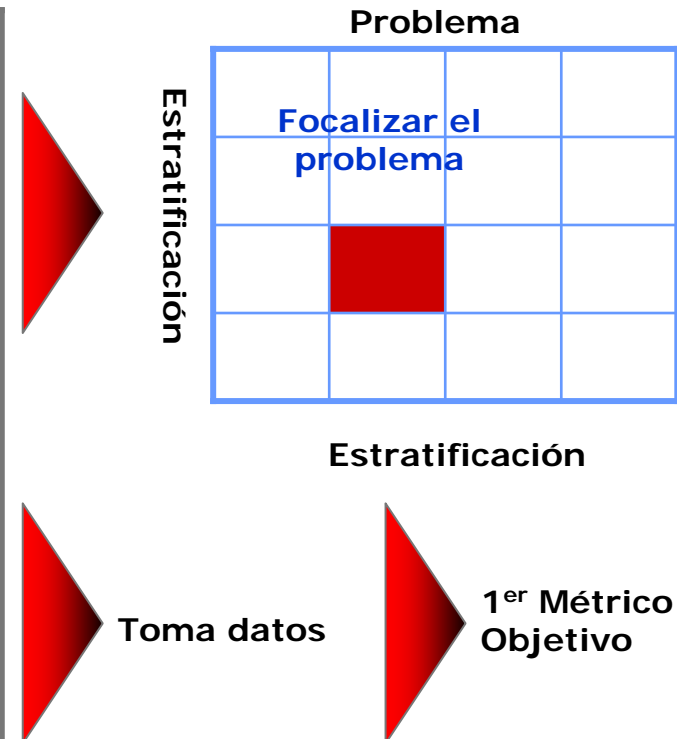 Problema
Estratificación
Focalizar el
problema
Estratificación
Toma datos
1er Métrico
Objetivo